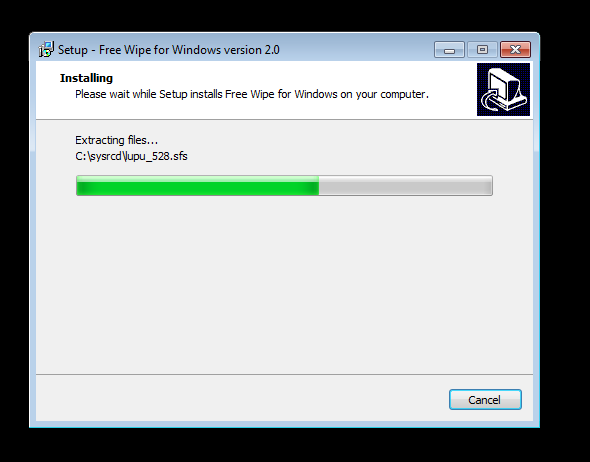 Setup - Free Wipe for Windows version 2.0
Installing
Please wait while Setup installs Free Wipe for Windows on your computer.
Extracting files...
C:\sysrcd\lupu_528.sfs
Cancel